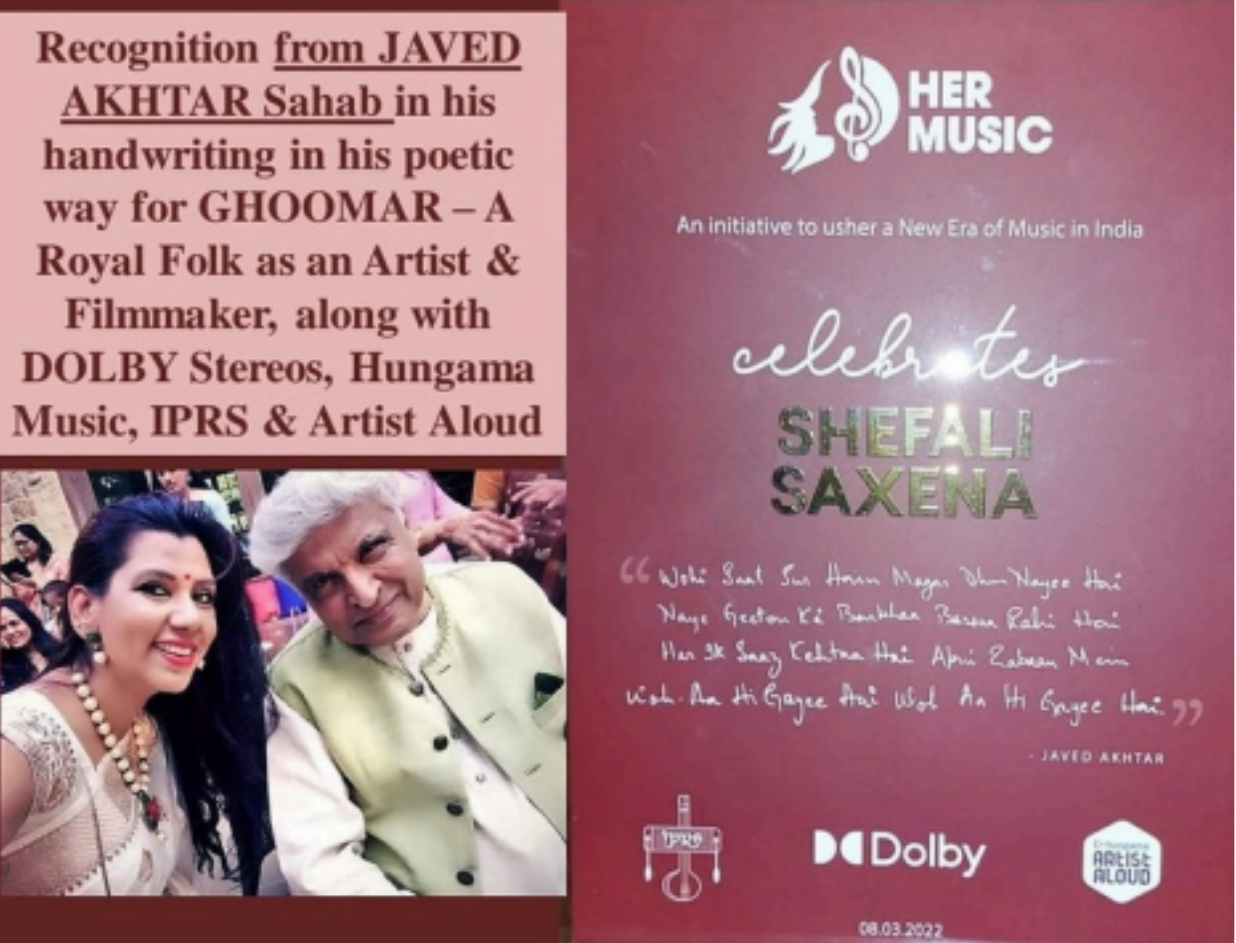 Recognition from JAVED
AKHTAR Sahab in his
handwriting in his poetic
way for GHOOMAR – A
Royal Folk as an Artist &
Filmmaker, along with
DOLBY Stereos, Hungama
Music, IPRS & Artist Aloud
HER
MUSIC
An initiative to usher a New Era of Music in India
celebrates
SHEFALI
SAXENA
“ Wohi Saat Sur Hain Magar Dhun Nayee Hai
Naye Geeton Ki Barkhaa Baras Rahi Hai
Har Ik Saaz Kehtaa Hai Apni Zabaan Mein
Woh Aa Hi Gayee Hai Woh Aa Hi Gayee Hai. ”
- JAVED AKHTAR
IPRS
Dolby
hungama
ARTIST
ALOUD
08.03.2022